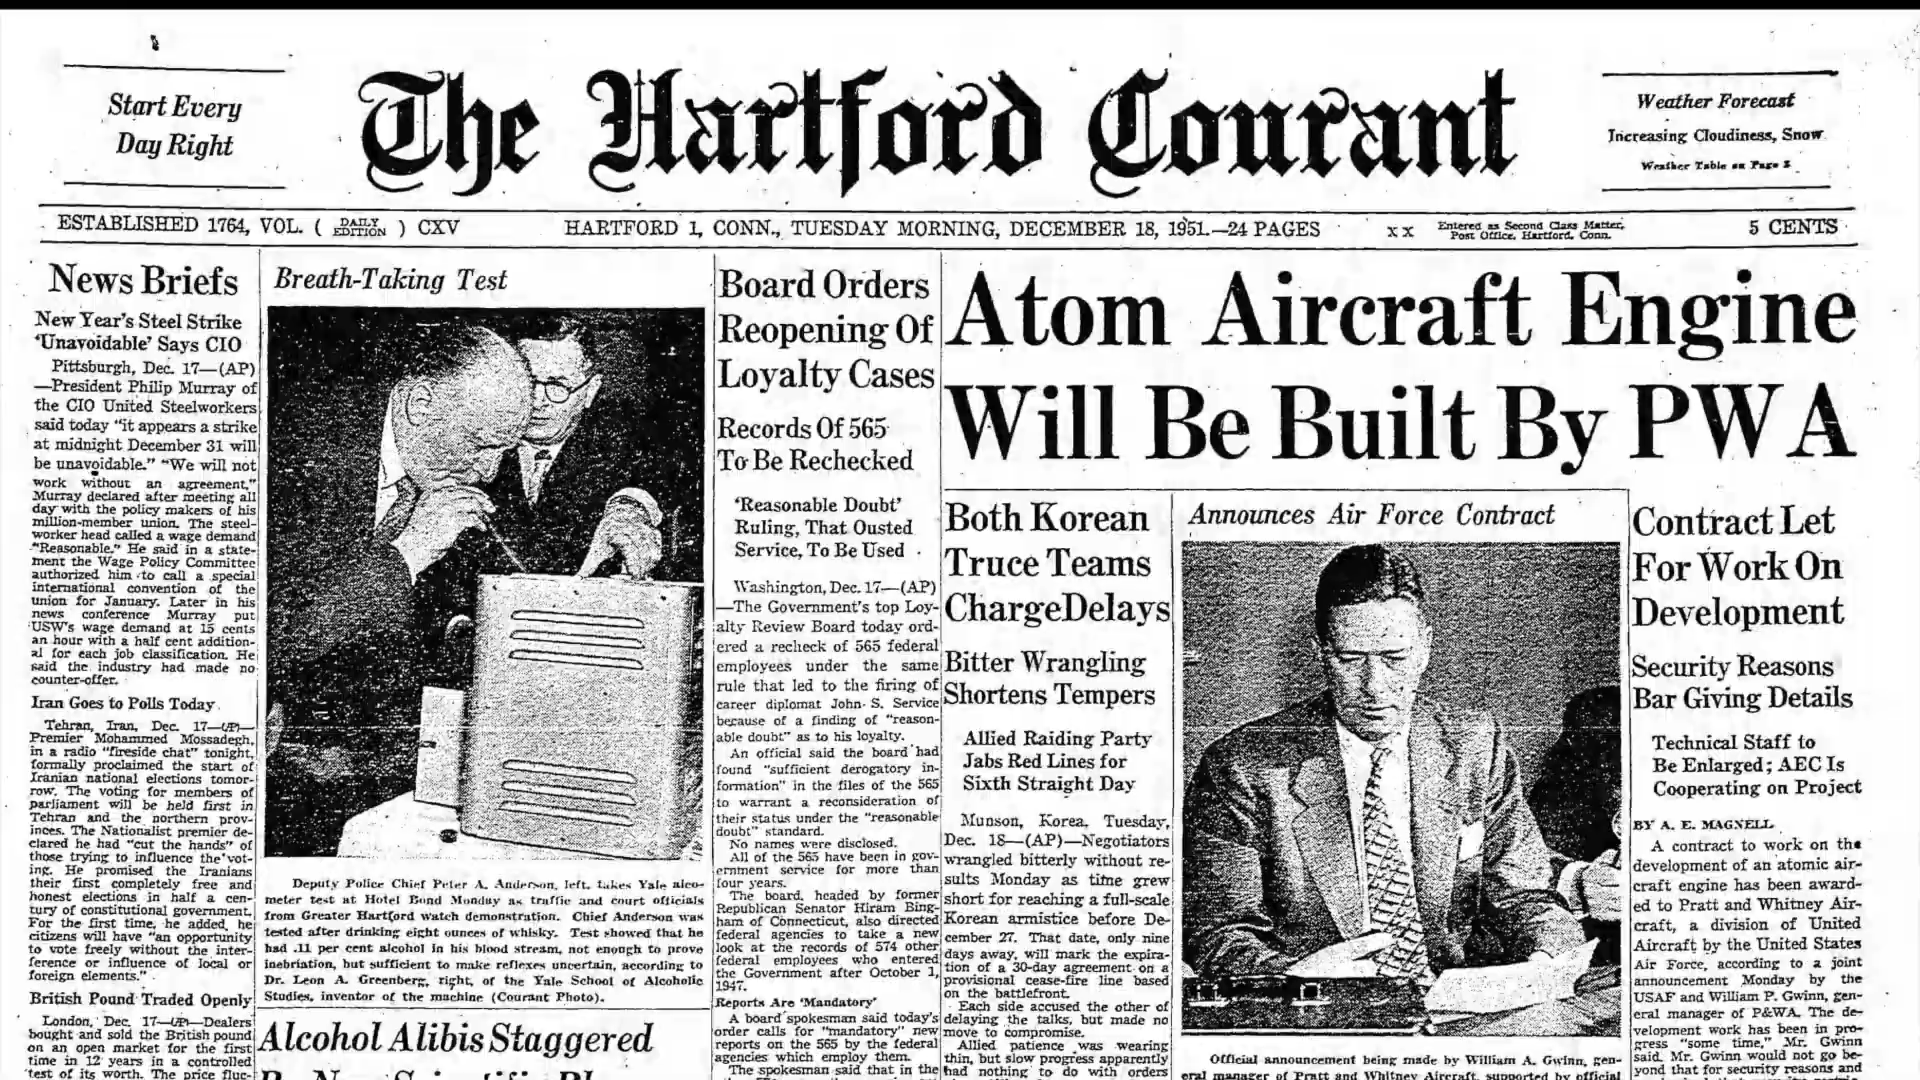 Start Every
Day Right
The Hartford Courant
Weather Forecast
Increasing Cloudiness, Snow
Weather Table on Page
ESTABLISHED 1764, VOL. ( DAILY EDITION ) CXV
HARTFORD 1, CONN., TUESDAY MORNING, DECEMBER 18, 1951.—24 PAGES
x x
Entered as Second Class Matter,
Post Office, Hartford, Conn.
5 CENTS
News Briefs
New Year's Steel Strike
'Unavoidable' Says CIO
Pittsburgh, Dec. 17—(AP)
—President Philip Murray of
the CIO United Steelworkers
said today "it appears a strike
at midnight December 31 will
be unavoidable." "We will not
work without an agreement,"
Murray declared after meeting all
day with the policy makers of his
million-member union. The steel-
worker head called a wage demand
"Reasonable." He said in a state-
ment the Wage Policy Committee
authorized him to call a special
international convention of the
union for January. Later in his
news conference Murray put
USW's wage demand at 15 cents
an hour with a half cent addition-
al for each job classification. He
said the industry had made no
counter-offer.
Iran Goes to Polls Today
Tehran, Iran, Dec. 17—(UP)—
Premier Mohammed Mossadegh,
in a radio "fireside chat" tonight,
formally proclaimed the start of
Iranian national elections tomor-
row. The voting for members of
parliament will be held first in
Tehran and the northern prov-
inces. The Nationalist premier de-
clared he had "cut the hands" of
those trying to influence the vot-
ing. He promised the Iranians
their first completely free and
honest elections in half a cen-
tury of constitutional government.
For the first time, he added, he
citizens will have "an opportunity
to vote freely without the inter-
ference or influence of local or
foreign elements."
British Pound Traded Openly
London, Dec. 17—(UP)—Dealers
bought and sold the British pound
on an open market for the first
time in 12 years in a controlled
test of its worth. The price fluc-
Breath-Taking Test
Deputy Police Chief Peter A. Anderson, left, takes Yale alco-
meter test at Hotel Bond Monday as traffic and court officials
from Greater Hartford watch demonstration. Chief Anderson was
tested after drinking eight ounces of whisky. Test showed that he
had .11 per cent alcohol in his blood stream, not enough to prove
inebriation, but sufficient to make reflexes uncertain, according to
Dr. Leon A. Greenberg, right, of the Yale School of Alcoholic
Studies, inventor of the machine (Courant Photo).
Alcohol Alibis Staggered
Board Orders
Reopening Of
Loyalty Cases
Records Of 565
To Be Rechecked
'Reasonable Doubt'
Ruling, That Ousted
Service, To Be Used
Washington, Dec. 17—(AP)
—The Government's top Loy-
alty Review Board today ord-
ered a recheck of 565 federal
employees under the same
rule that led to the firing of
career diplomat John S. Service
because of a finding of "reason-
able doubt" as to his loyalty.
An official said the board had
found "sufficient derogatory in-
formation" in the files of the 565
to warrant a reconsideration of
their status under the "reasonable
doubt" standard.
No names were disclosed.
All of the 565 have been in gov-
ernment service for more than
four years.
The board, headed by former
Republican Senator Hiram Bing-
ham of Connecticut, also directed
federal agencies to take a new
look at the records of 574 other
federal employees who entered
the Government after October 1,
1947.
Reports Are 'Mandatory'
A board spokesman said today's
order calls for "mandatory" new
reports on the 565 by the federal
agencies which employ them.
The spokesman said that in the
Atom Aircraft Engine
Will Be Built By PWA
Both Korean
Truce Teams
Charge Delays
Bitter Wrangling
Shortens Tempers
Allied Raiding Party
Jabs Red Lines for
Sixth Straight Day
Munson, Korea, Tuesday,
Dec. 18—(AP)—Negotiators
wrangled bitterly without re-
sults Monday as time grew
short for reaching a full-scale
Korean armistice before De-
cember 27. That date, only nine
days away, will mark the expira-
tion of a 30-day agreement on a
provisional cease-fire line based
on the battlefront.
Each side accused the other of
delaying the talks, but made no
move to compromise.
Allied patience was wearing
thin, but slow progress apparently
had nothing to do with orders
Announces Air Force Contract
Official announcement being made by William A. Gwinn, gen-
eral manager of Pratt and Whitney Aircraft, supported by official
Contract Let
For Work On
Development
Security Reasons
Bar Giving Details
Technical Staff to
Be Enlarged; AEC Is
Cooperating on Project
BY A. E. MAGNELL
A contract to work on the
development of an atomic air-
craft engine has been award-
ed to Pratt and Whitney Air-
craft, a division of United
Aircraft by the United States
Air Force, according to a joint
announcement Monday by the
USAF and William P. Gwinn, gen-
eral manager of P&WA. The de-
velopment work has been in pro-
gress "some time," Mr. Gwinn
said. Mr. Gwinn would not go be-
yond that for security reasons and